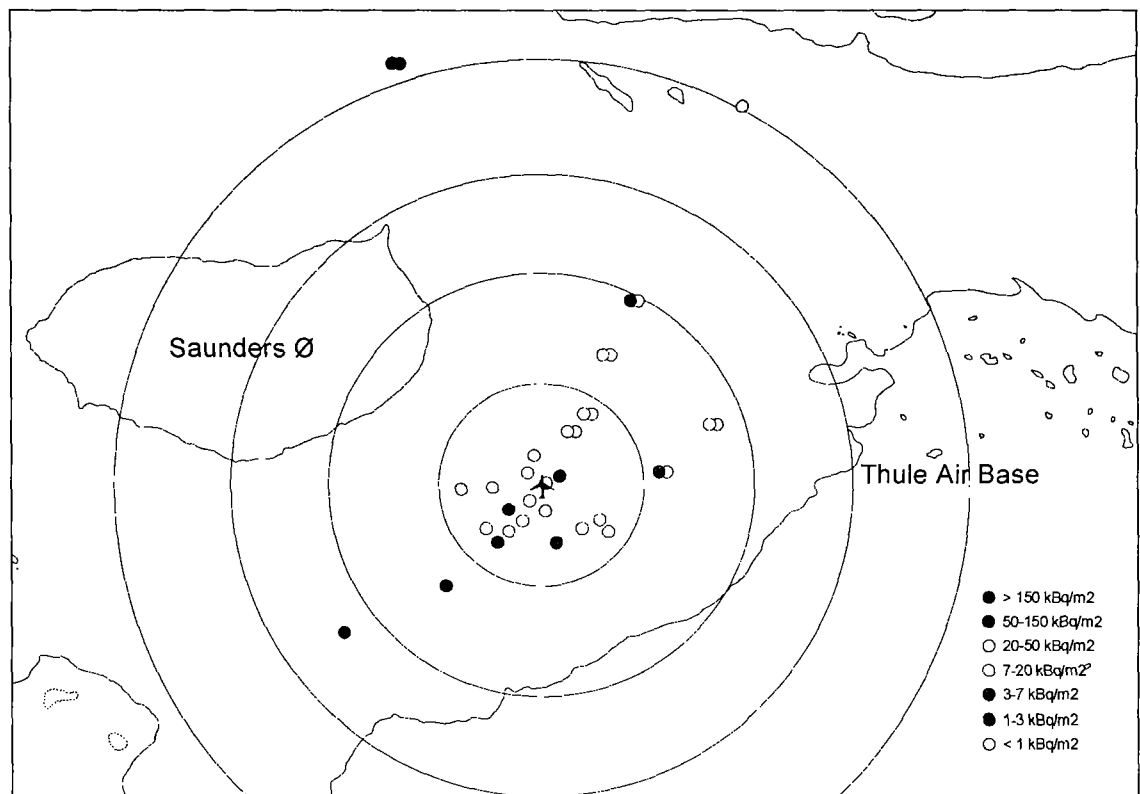 Saunders Ø
Thule Air Base
> 150 kBq/m2
50-150 kBq/m2
20-50 kBq/m2
7-20 kBq/m2²
3-7 kBq/m2
1-3 kBq/m2
< 1 kBq/m2